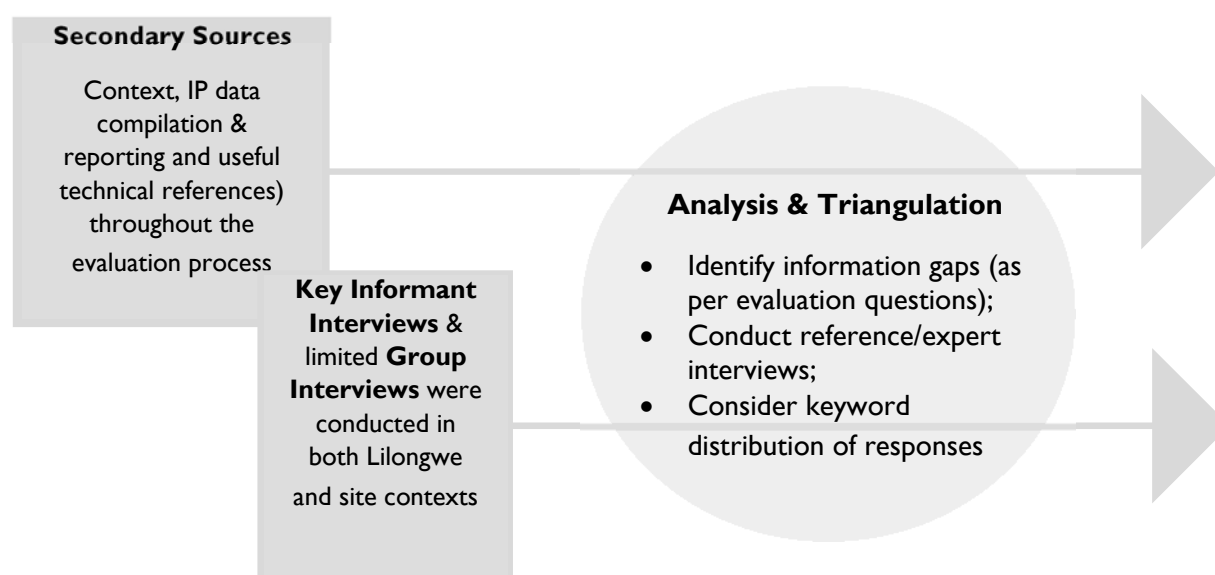 Secondary Sources
Context, IP data
compilation &
reporting and useful
technical references)
throughout the
evaluation process
Key Informant
Interviews &
limited Group
Interviews were
conducted in
both Lilongwe
and site contexts
Analysis & Triangulation
• Identify information gaps (as
per evaluation questions);
• Conduct reference/expert
interviews;
• Consider keyword
distribution of responses